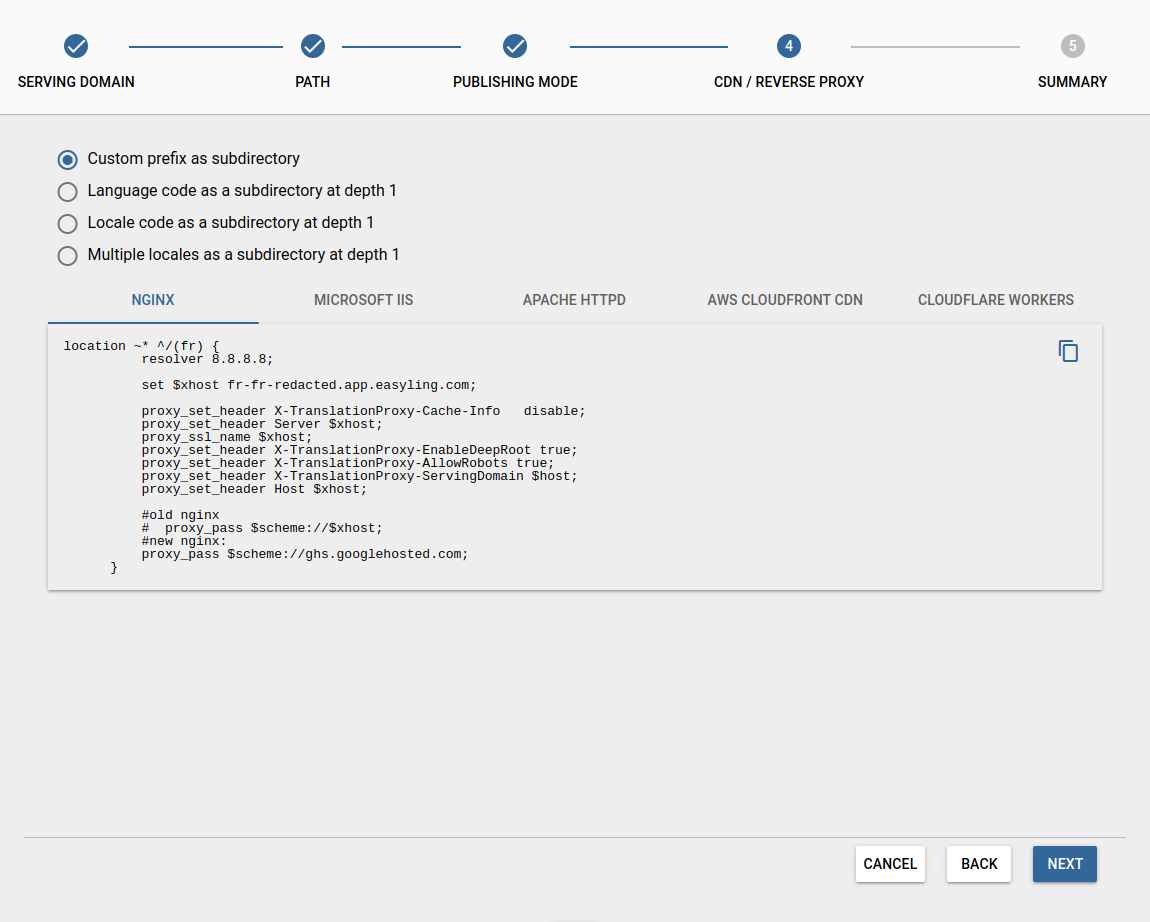 4
5
SERVING DOMAIN
PATH
PUBLISHING MODE
CDN / REVERSE PROXY
SUMMARY
Custom prefix as subdirectory
Language code as a subdirectory at depth 1
Locale code as a subdirectory at depth 1
Multiple locales as a subdirectory at depth 1
NGINX
MICROSOFT IIS
APACHE HTTPD
AWS CLOUDFRONT CDN
CLOUDFLARE WORKERS
location ~* ^/(fr) {
resolver 8.8.8.8;
set $xhost fr-fr-redacted.app.easyling.com;
proxy_set_header X-TranslationProxy-Cache-Info   disable;
proxy_set_header Server $xhost;
proxy_ssl_name $xhost;
proxy_set_header X-TranslationProxy-EnableDeepRoot true;
proxy_set_header X-TranslationProxy-AllowRobots true;
proxy_set_header X-TranslationProxy-ServingDomain $host;
proxy_set_header Host $xhost;
#old nginx
#  proxy_pass $scheme://$xhost;
#new nginx:
proxy_pass $scheme://ghs.googlehosted.com;
}
CANCEL
BACK
NEXT